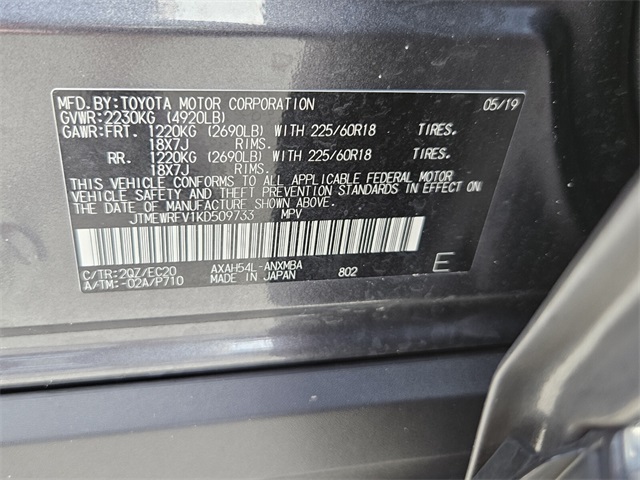 MFD.BY:TOYOTA MOTOR CORPORATION 05/19
GVWR:2230KG (4920LB)
GAWR:FRT. 1220KG (2690LB) WITH 225/60R18 TIRES.
18X7J RIMS.
RR. 1220KG (2690LB) WITH 225/60R18 TIRES.
18X7J RIMS.
THIS VEHICLE CONFORMS TO ALL APPLICABLE FEDERAL MOTOR
VEHICLE SAFETY AND THEFT PREVENTION STANDARDS IN EFFECT ON
THE DATE OF MANUFACTURE SHOWN ABOVE.
JTMEWRFV1KD509733 MPV
C/TR:2QZ/EC20 AXAH54L-ANXMBA
A/TM:-02A/P710 MADE IN JAPAN 802 E